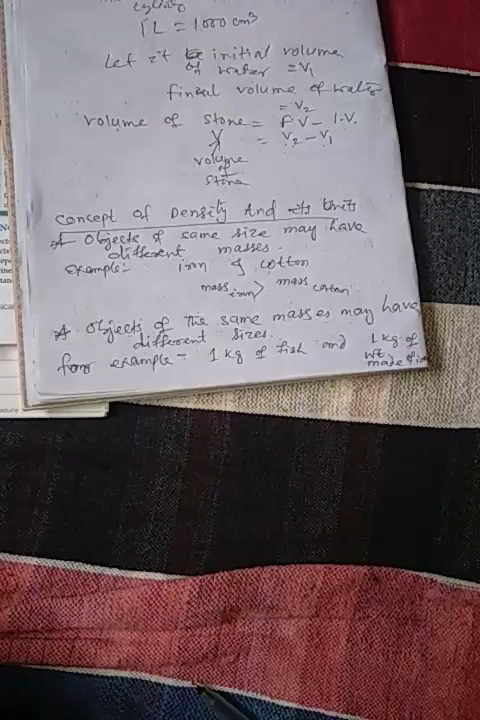 1L = 1000 cm³
Let it be initial volume
of water = V₁
final volume of water
= V₂
volume of stone = F.V - I.V.
V = V₂ - V₁
volume
of
stone
Concept of Density And its Units
* Objects of same size may have
different masses.
Example:- iron & cotton
mass iron > mass cotton
* Objects of the same masses may have
different sizes.
for example - 1 kg of fish and 1 kg of
wt
made of